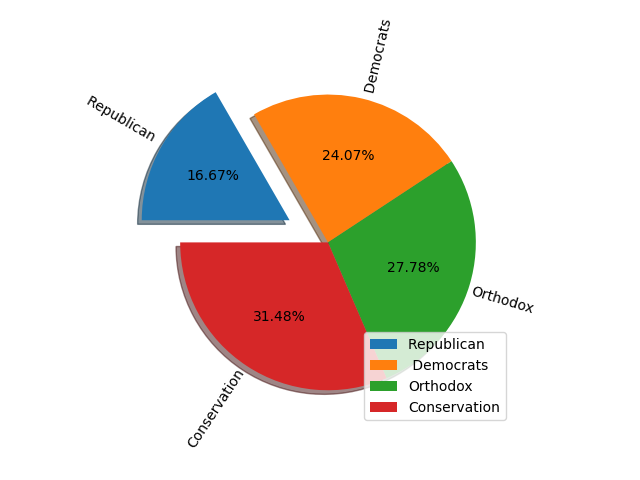 Democrats
Republican
24.07%
16.67%
27.78%
Orthodox
31.48%
Conservation
Republican
Democrats
Orthodox
Conservation